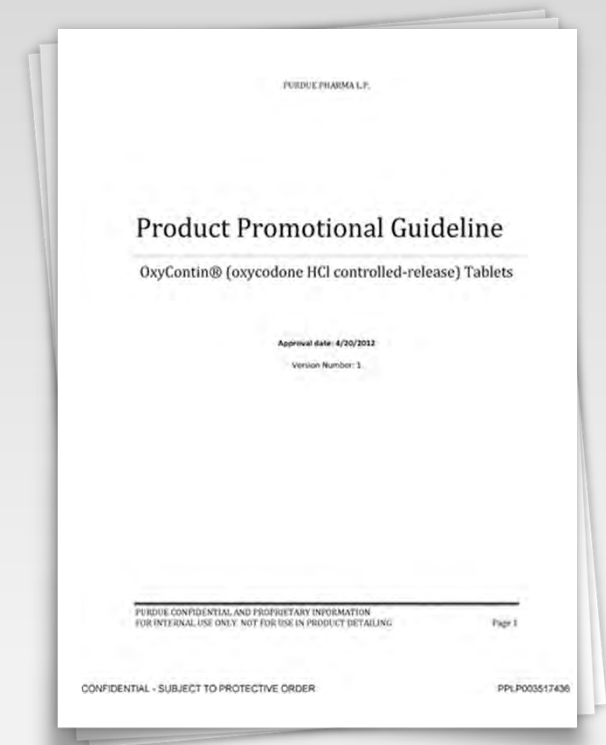 PURDUE PHARMA L.P.
Product Promotional Guideline
OxyContin® (oxycodone HCl controlled-release) Tablets
Approval date: 4/20/2012
Version Number: 1
PURDUE CONFIDENTIAL AND PROPRIETARY INFORMATION
FOR INTERNAL USE ONLY. NOT FOR USE IN PRODUCT DETAILING Page 1
CONFIDENTIAL - SUBJECT TO PROTECTIVE ORDER PPLP003517436